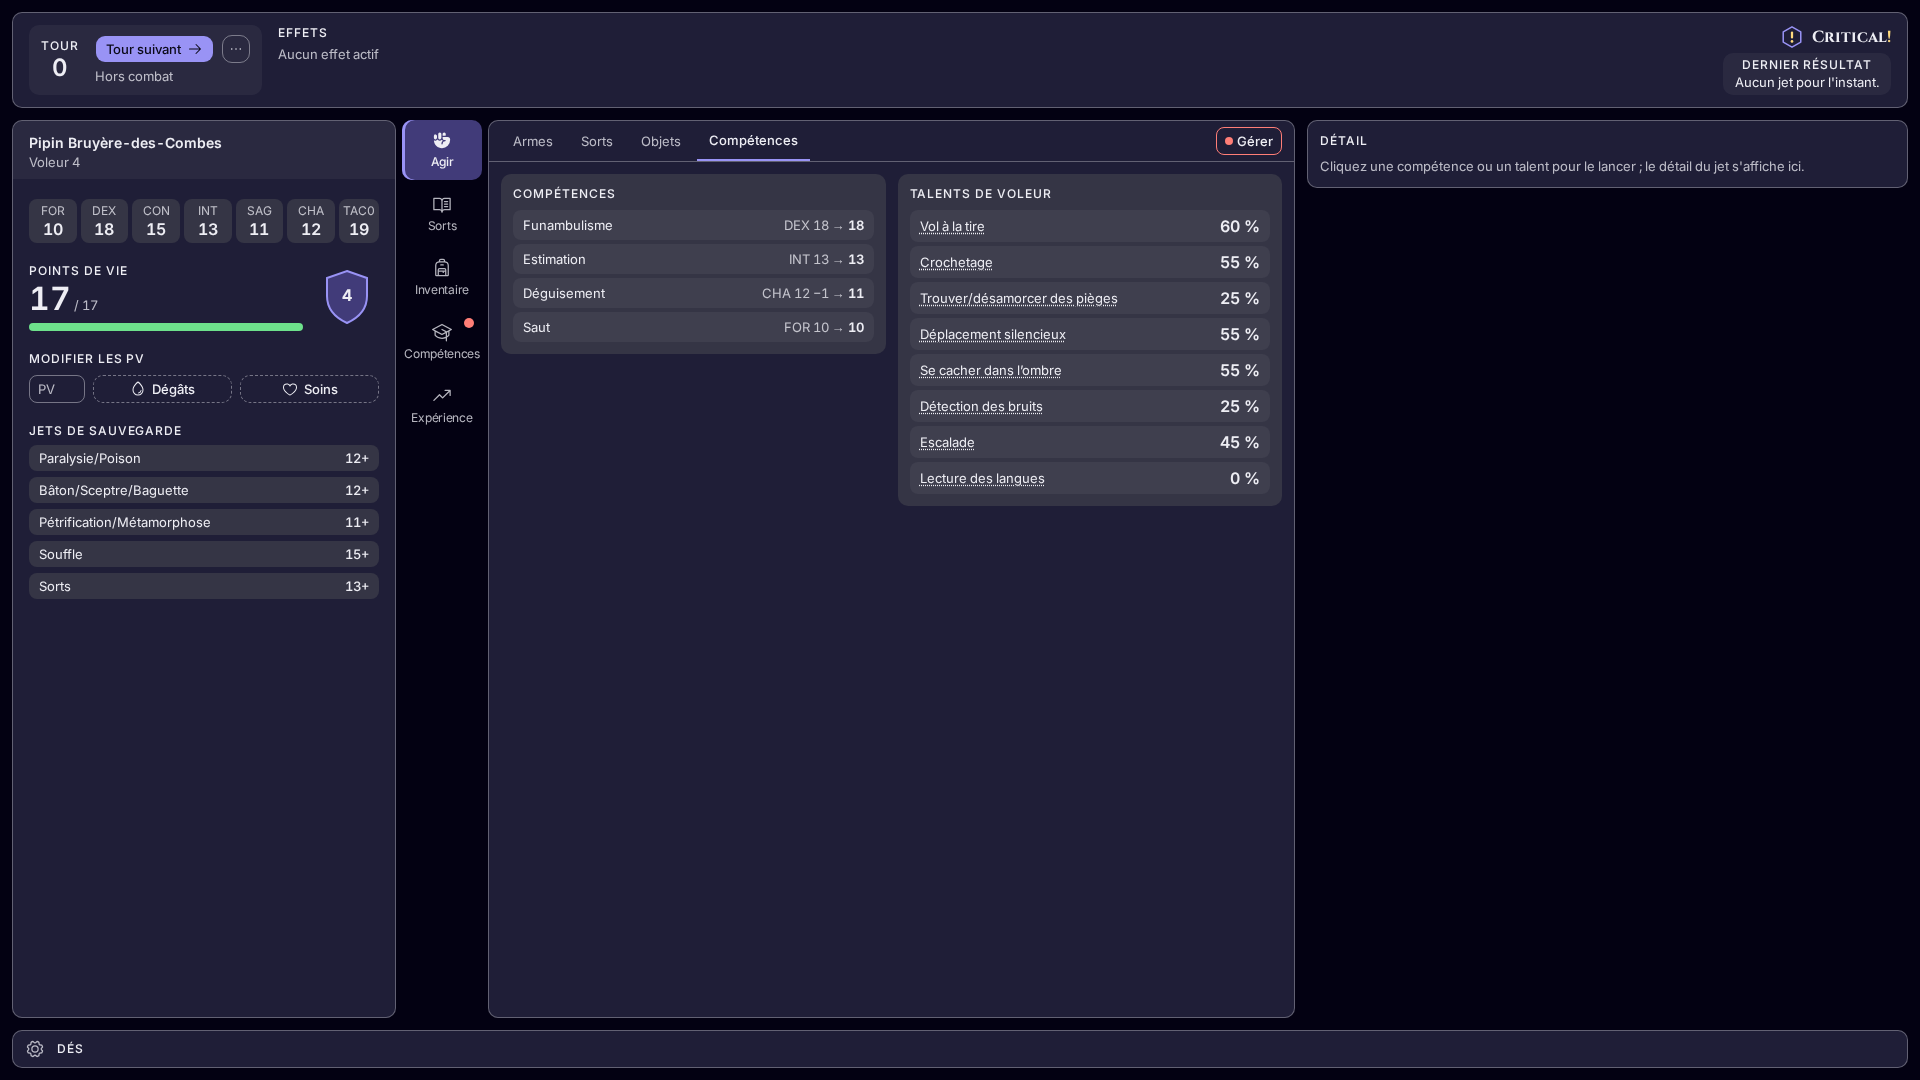 TOUR
0
Tour suivant →
...
Hors combat
EFFETS
Aucun effet actif
CRITICAL!
DERNIER RÉSULTAT
Aucun jet pour l'instant.
Pipin Bruyère-des-Combes
Voleur 4
FOR 10
DEX 18
CON 15
INT 13
SAG 11
CHA 12
TAC0 19
POINTS DE VIE
17 / 17
4
MODIFIER LES PV
PV
Dégâts
Soins
JETS DE SAUVEGARDE
Paralysie/Poison 12+
Bâton/Sceptre/Baguette 12+
Pétrification/Métamorphose 11+
Souffle 15+
Sorts 13+
Agir
Sorts
Inventaire
Compétences
Expérience
Armes Sorts Objets Compétences
Gérer
COMPÉTENCES
Funambulisme DEX 18 → 18
Estimation INT 13 → 13
Déguisement CHA 12 −1 → 11
Saut FOR 10 → 10
TALENTS DE VOLEUR
Vol à la tire 60 %
Crochetage 55 %
Trouver/désamorcer des pièges 25 %
Déplacement silencieux 55 %
Se cacher dans l’ombre 55 %
Détection des bruits 25 %
Escalade 45 %
Lecture des langues 0 %
DÉTAIL
Cliquez une compétence ou un talent pour le lancer ; le détail du jet s'affiche ici.
DÉS